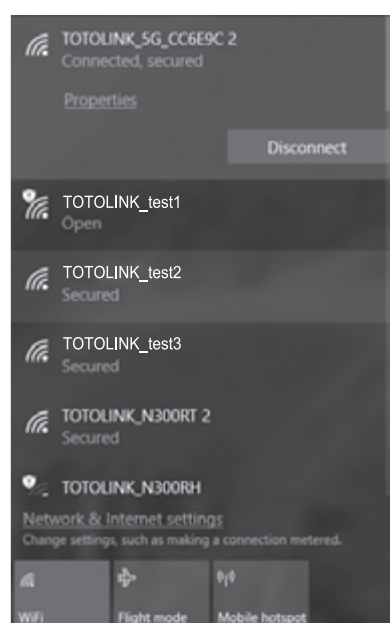 TOTOLINK_5G_CC6E9C 2
Connected, secured
Properties
Disconnect
TOTOLINK_test1
Open
TOTOLINK_test2
Secured
TOTOLINK_test3
Secured
TOTOLINK_N300RT 2
Secured
TOTOLINK_N300RH
Network & Internet settings
Change settings, such as making a connection metered.
WiFi
Flight mode
Mobile hotspot